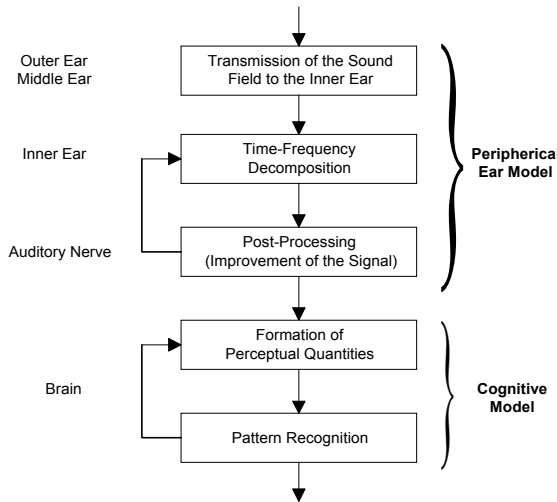 Outer Ear
Middle Ear
Transmission of the Sound
Field to the Inner Ear
Inner Ear
Time-Frequency
Decomposition
Peripherical
Ear Model
Auditory Nerve
Post-Processing
(Improvement of the Signal)
Formation of
Perceptual Quantities
Brain
Cognitive
Model
Pattern Recognition